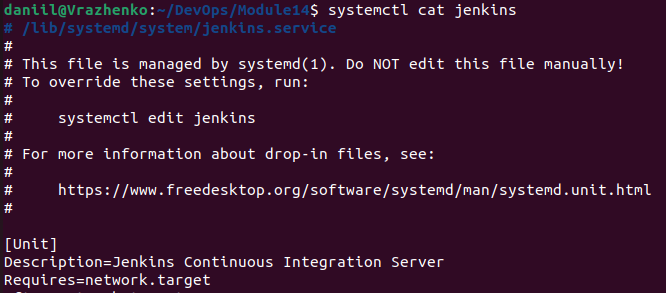 daniil@Vrazhenko:~/DevOps/Module14$ systemctl cat jenkins
# /lib/systemd/system/jenkins.service
#
# This file is managed by systemd(1). Do NOT edit this file manually!
# To override these settings, run:
#
#     systemctl edit jenkins
#
# For more information about drop-in files, see:
#
#     https://www.freedesktop.org/software/systemd/man/systemd.unit.html
#

[Unit]
Description=Jenkins Continuous Integration Server
Requires=network.target